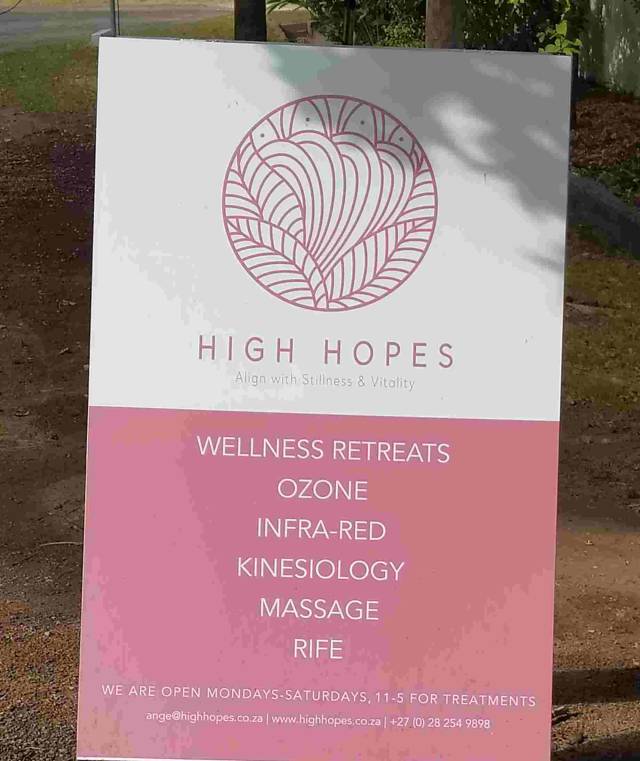 HIGH HOPES
Align with Stillness & Vitality
WELLNESS RETREATS
OZONE
INFRA-RED
KINESIOLOGY
MASSAGE
RIFE
WE ARE OPEN MONDAYS-SATURDAYS, 11-5 FOR TREATMENTS
ange@highhopes.co.za | www.highhopes.co.za | +27 (0) 28 254 9898